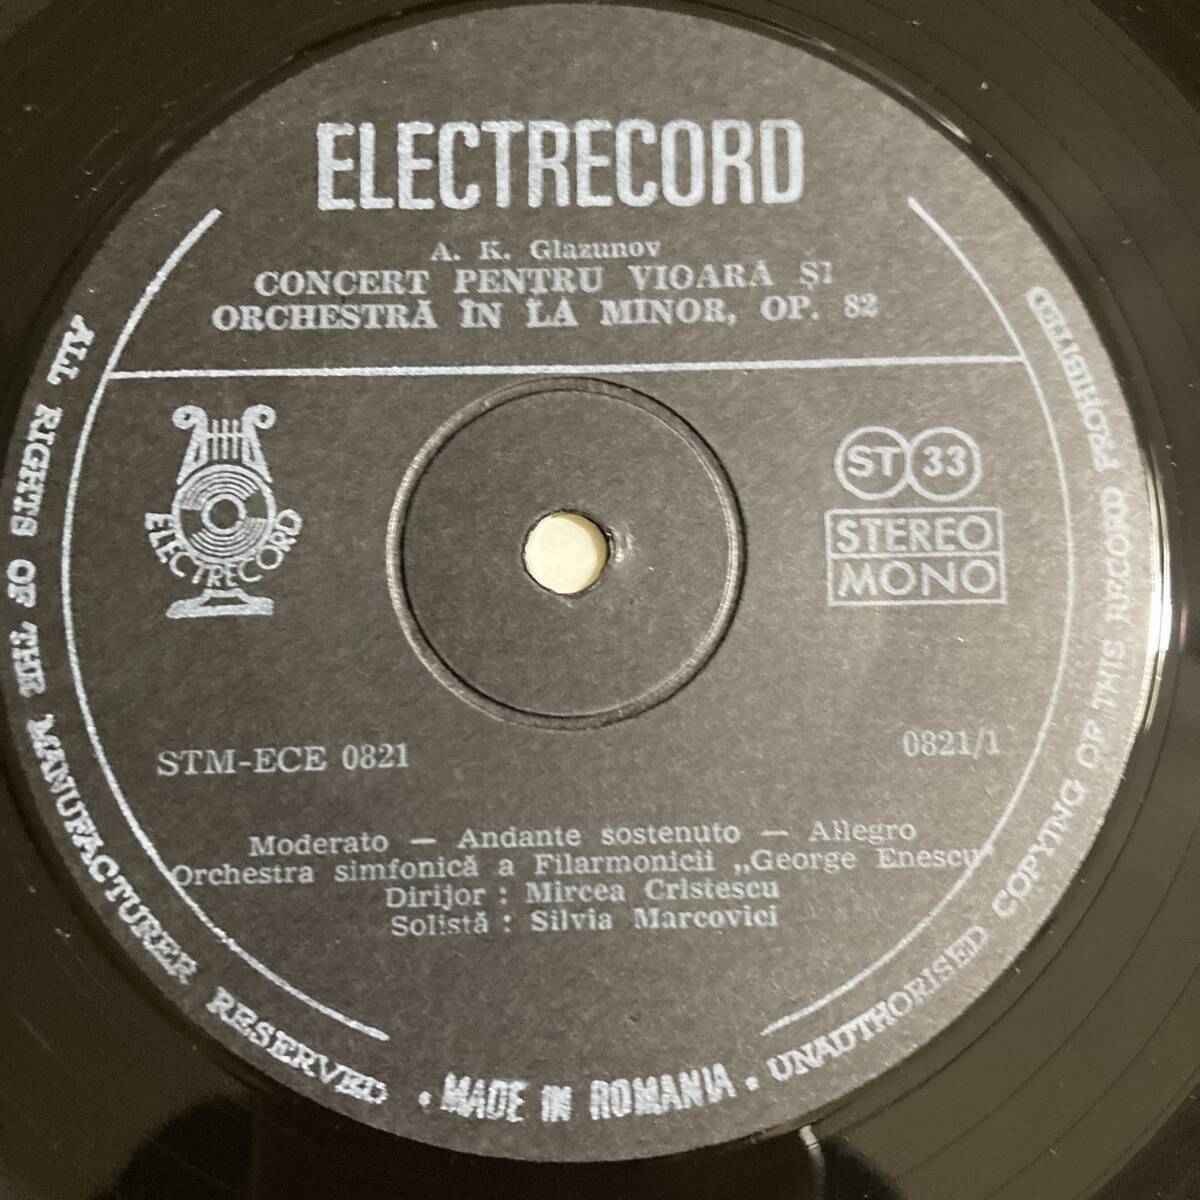 ELECTRECORD
A. K. Glazunov
CONCERT PENTRU VIOARĂ ŞI
ORCHESTRĂ ÎN LA MINOR, OP. 82
ELECTRECORD
ST 33
STEREO
MONO
STM-ECE 0821
0821/1
Moderato — Andante sostenuto — Allegro
Orchestra simfonică a Filarmonicii „George Enescu"
Dirijor : Mircea Cristescu
Solistă : Silvia Marcovici
ALL RIGHTS OF THE MANUFACTURER RESERVED • MADE IN ROMANIA • UNAUTHORISED COPYING OF THIS RECORD PROHIBITED